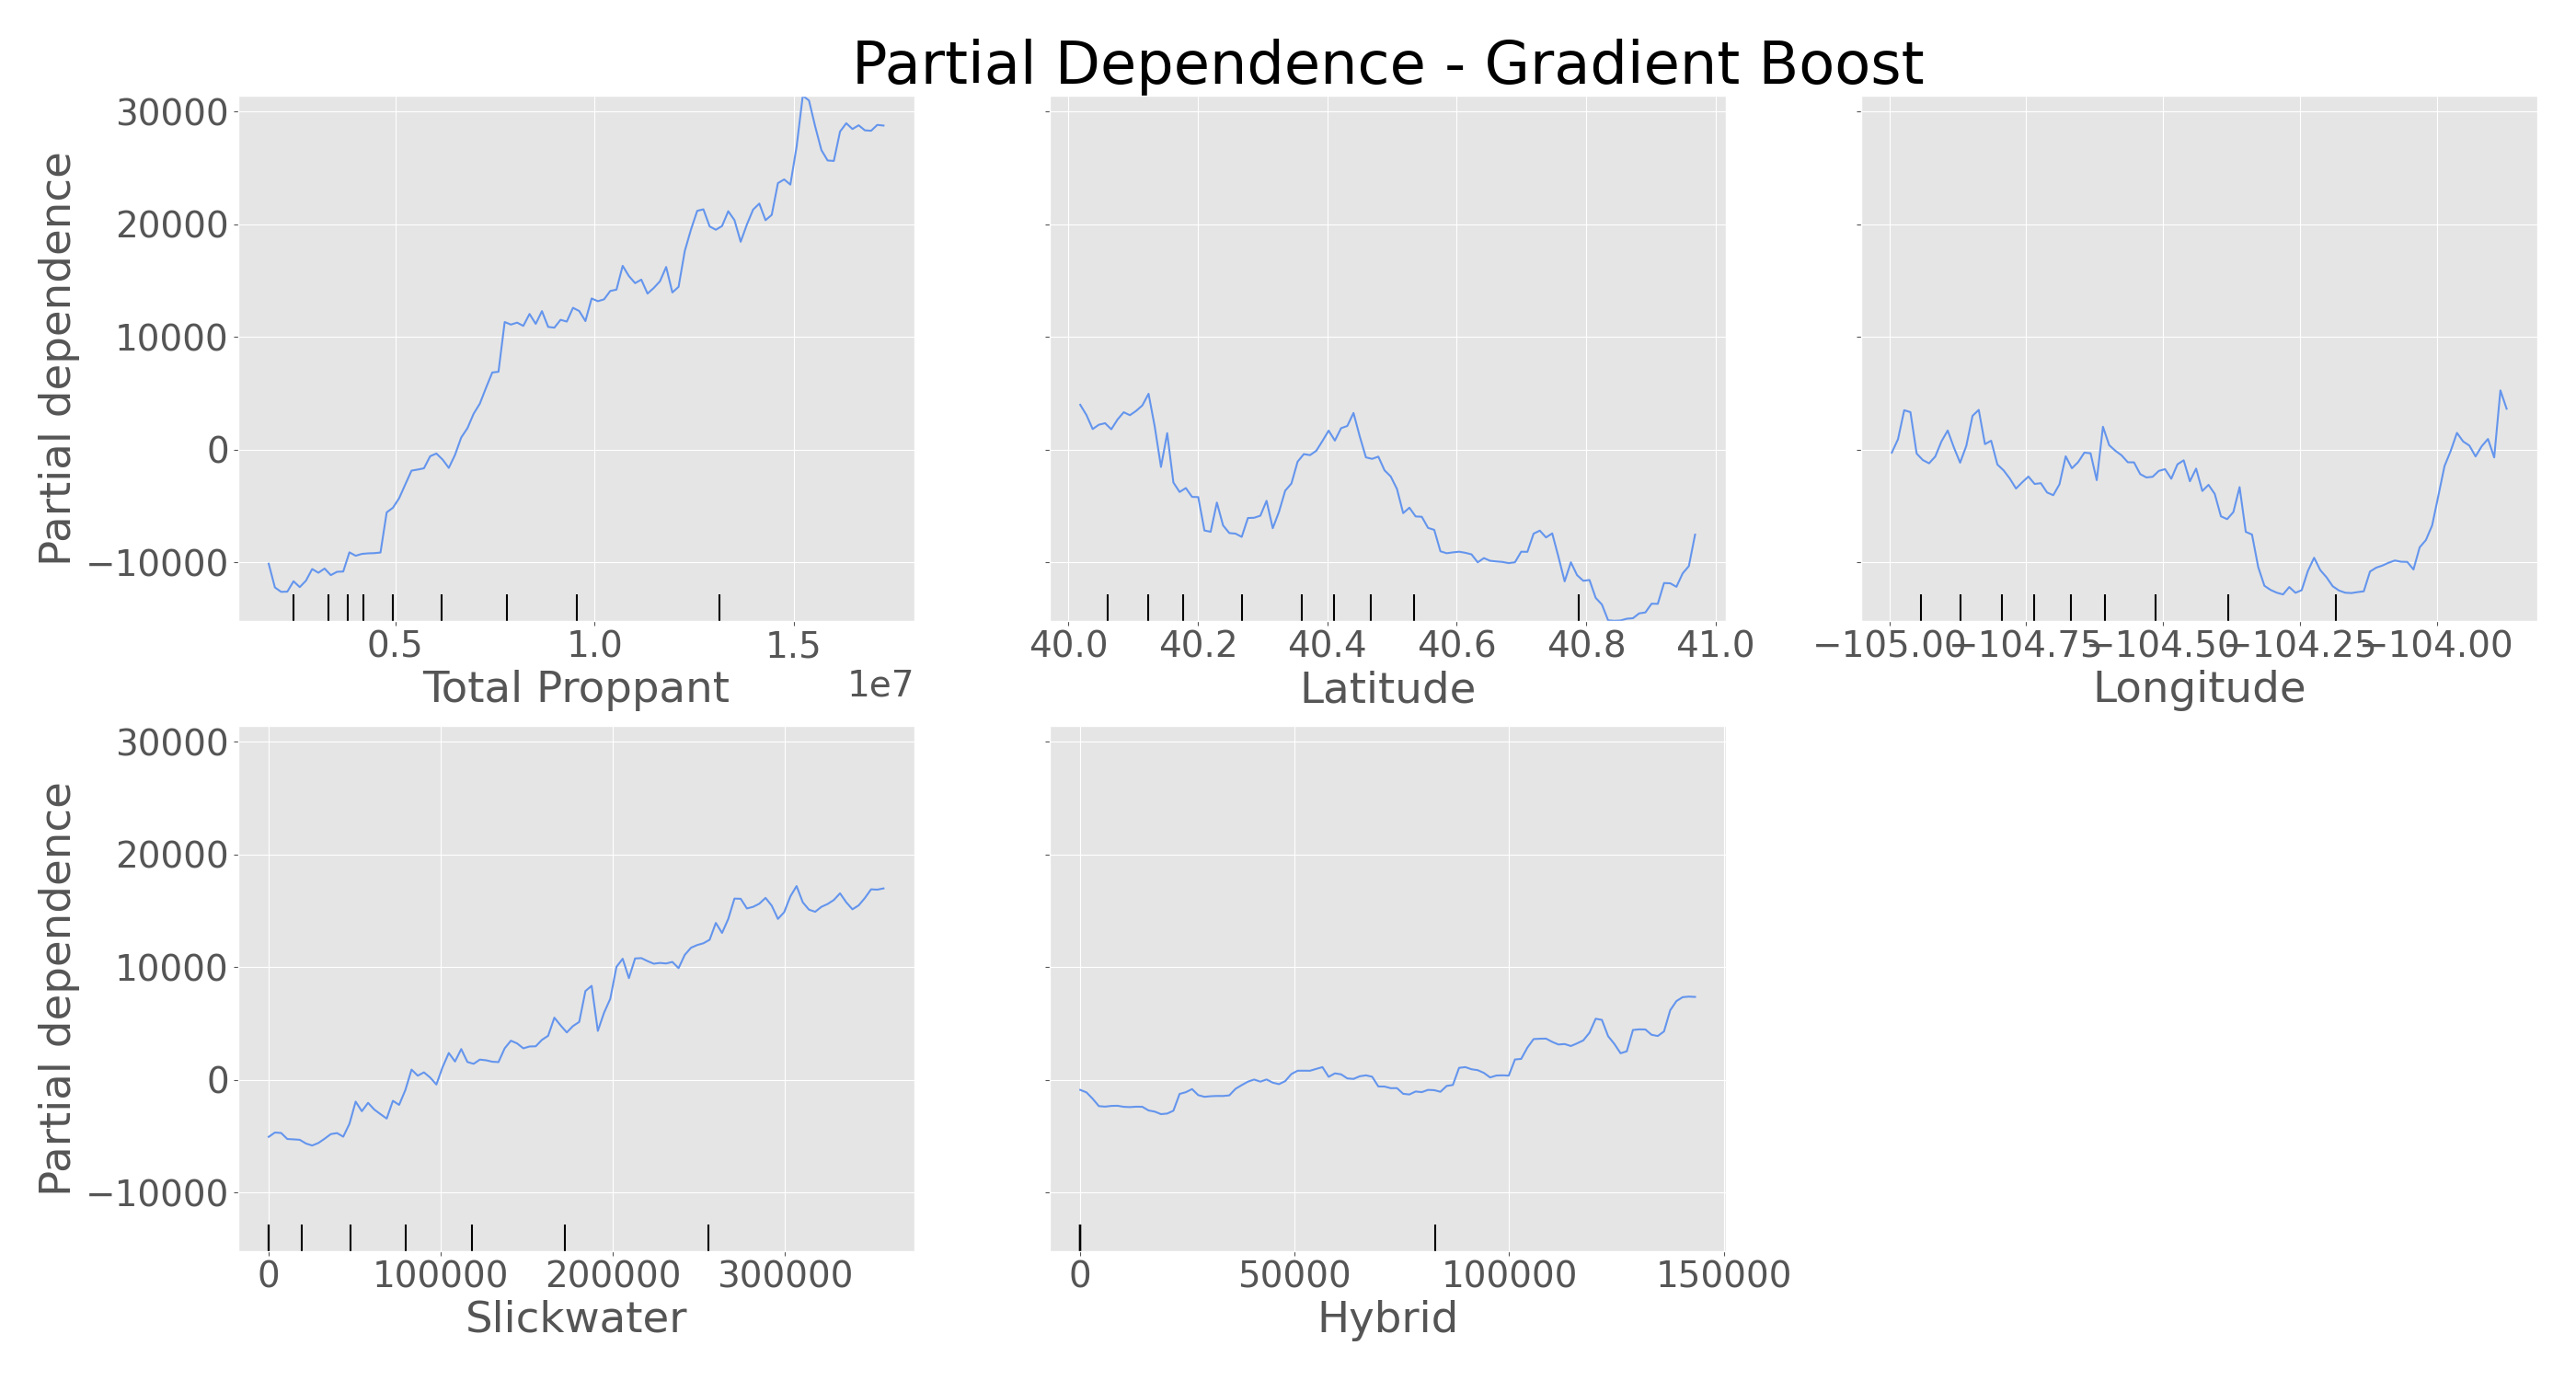 Partial Dependence - Gradient Boost
Partial dependence
30000
20000
10000
0
−10000
0.5 1.0 1.5
1e7
Total Proppant
40.0 40.2 40.4 40.6 40.8 41.0
Latitude
−105.00 −104.75 −104.50 −104.25 −104.00
Longitude
Partial dependence
30000
20000
10000
0
−10000
0 100000 200000 300000
Slickwater
0 50000 100000 150000
Hybrid